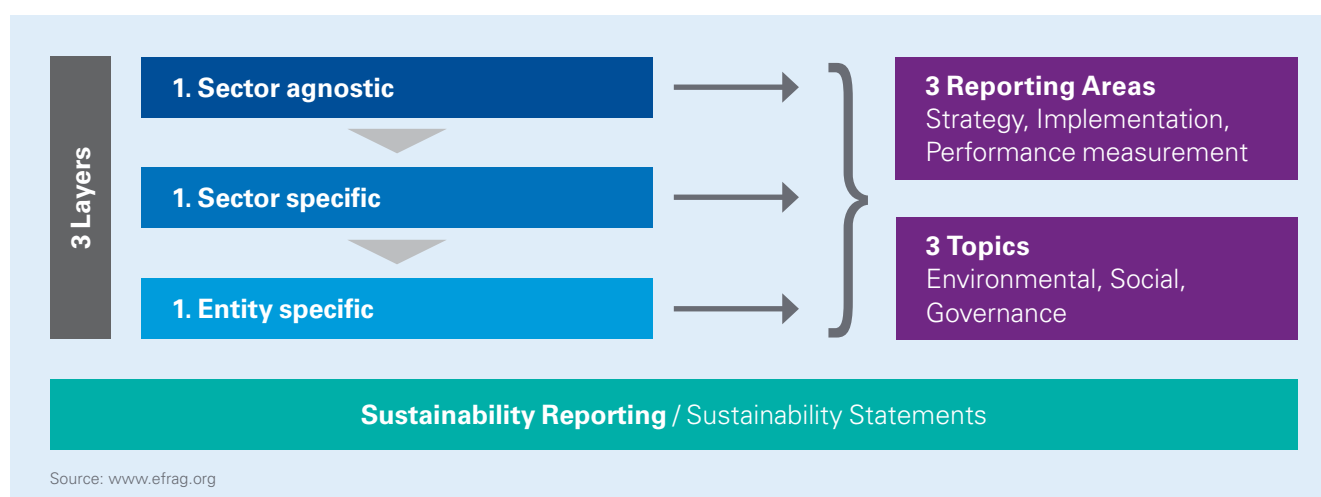 3 Layers
1. Sector agnostic
1. Sector specific
1. Entity specific
3 Reporting Areas
Strategy, Implementation,
Performance measurement
3 Topics
Environmental, Social,
Governance
Sustainability Reporting / Sustainability Statements
Source: www.efrag.org